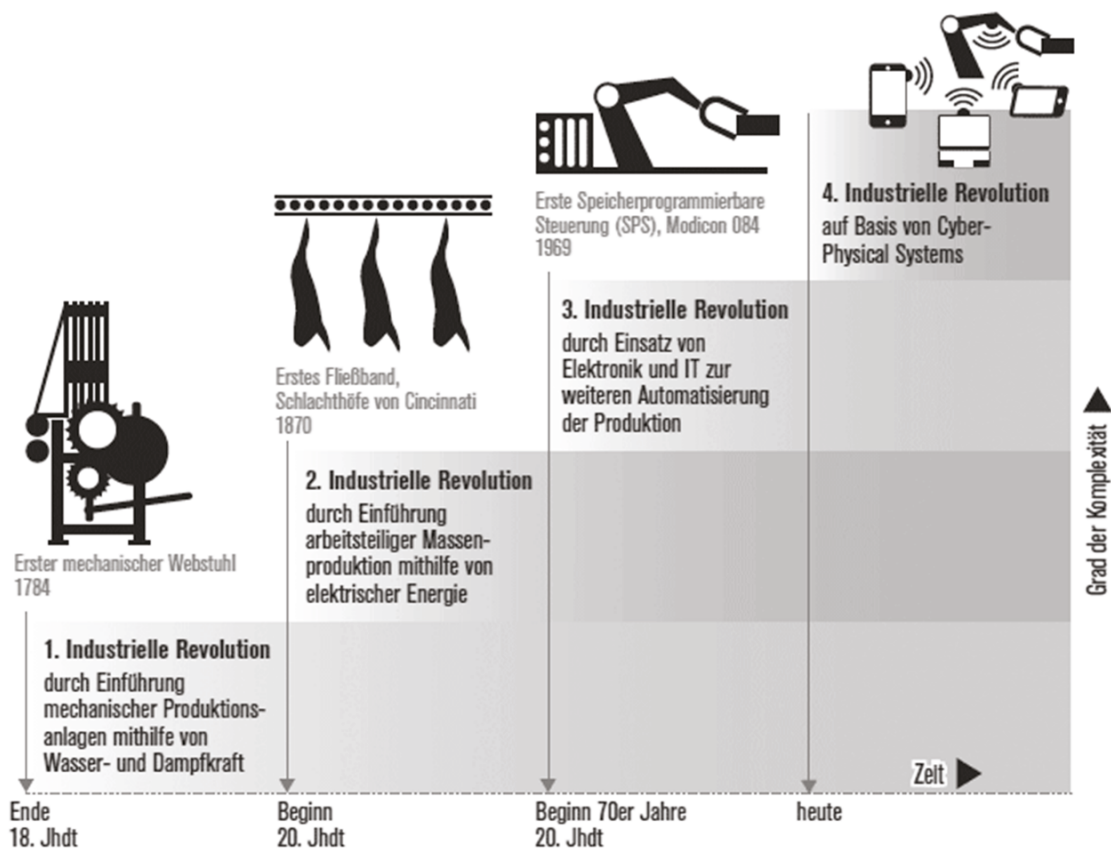 Erster mechanischer Webstuhl
1784
1. Industrielle Revolution
durch Einführung
mechanischer Produktions-
anlagen mithilfe von
Wasser- und Dampfkraft
Ende
18. Jhdt
Erstes Fließband,
Schlachthöfe von Cincinnati
1870
2. Industrielle Revolution
durch Einführung
arbeitsteiliger Massen-
produktion mithilfe von
elektrischer Energie
Beginn
20. Jhdt
Erste Speicherprogrammierbare
Steuerung (SPS), Modicon 084
1969
3. Industrielle Revolution
durch Einsatz von
Elektronik und IT zur
weiteren Automatisierung
der Produktion
Beginn 70er Jahre
20. Jhdt
4. Industrielle Revolution
auf Basis von Cyber-
Physical Systems
heute
Zeit
Grad der Komplexität